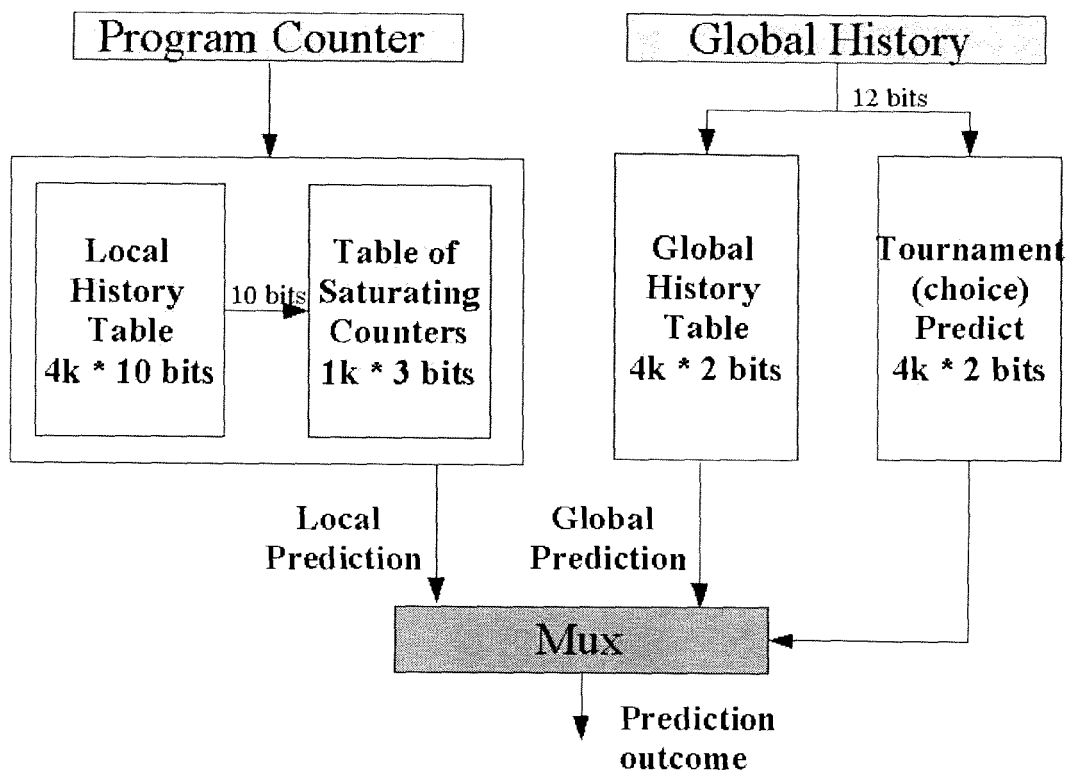 Program Counter
Global History
12 bits
Local
History
Table
4k * 10 bits
10 bits
Table of
Saturating
Counters
1k * 3 bits
Global
History
Table
4k * 2 bits
Tournament
(choice)
Predict
4k * 2 bits
Local
Prediction
Global
Prediction
Mux
Prediction
outcome